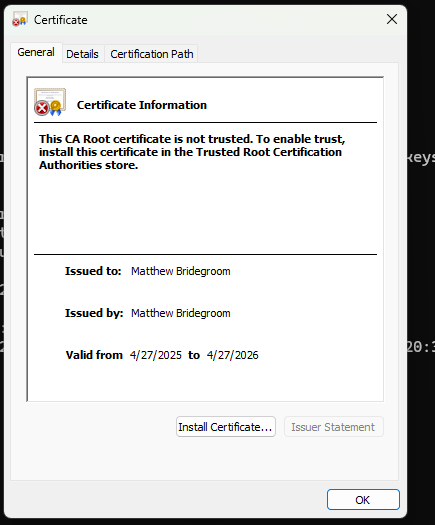 Certificate
General
Details
Certification Path
Certificate Information
This CA Root certificate is not trusted. To enable trust,
install this certificate in the Trusted Root Certification
Authorities store.
Issued to: Matthew Bridegroom
Issued by: Matthew Bridegroom
Valid from 4/27/2025 to 4/27/2026
Install Certificate...
Issuer Statement
OK
keys